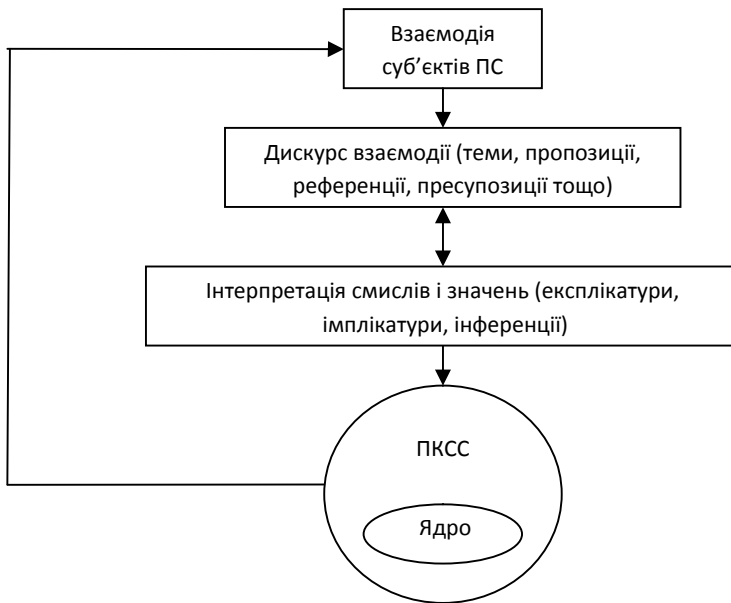 Взаємодія
суб’єктів ПС
Дискурс взаємодії (теми, пропозиції,
референції, пресупозиції тощо)
Інтерпретація смислів і значень (експлікатури,
імплікатури, інференції)
ПКСС
Ядро